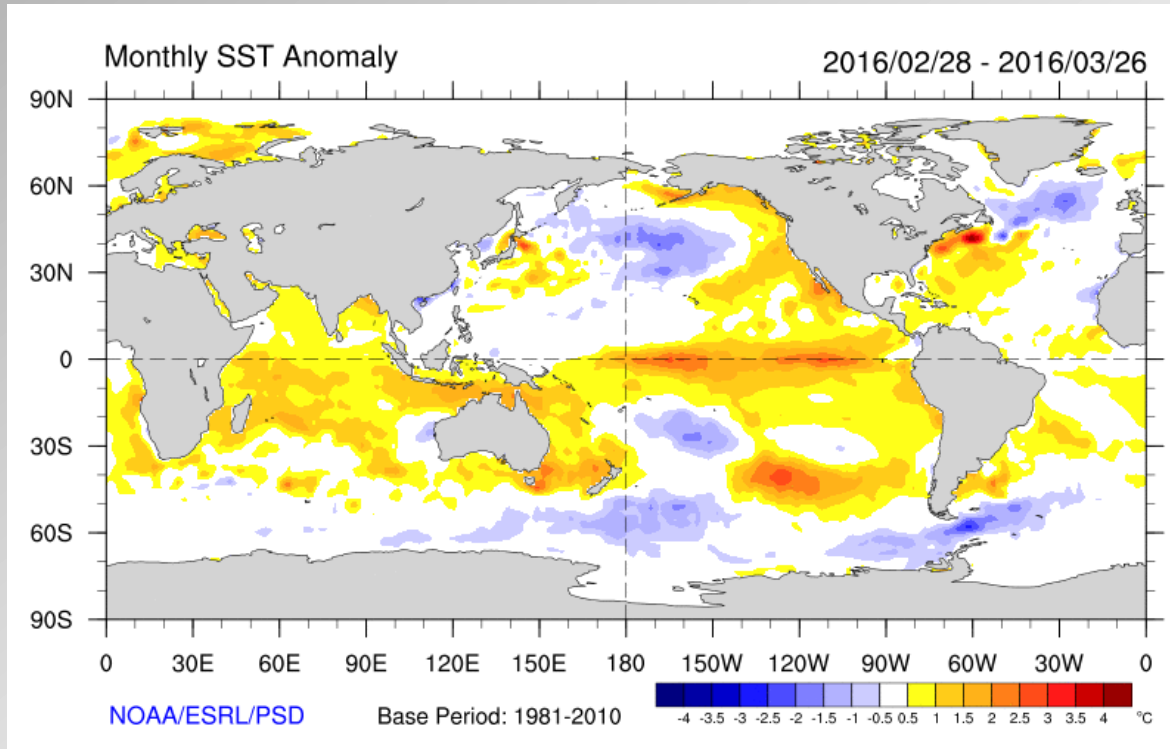 Monthly SST Anomaly 2016/02/28 - 2016/03/26
90N
60N
30N
0
30S
60S
90S
0 30E 60E 90E 120E 150E 180 150W 120W 90W 60W 30W 0
-4 -3.5 -3 -2.5 -2 -1.5 -1 -0.5 0.5 1 1.5 2 2.5 3 3.5 4 °C
NOAA/ESRL/PSD Base Period: 1981-2010